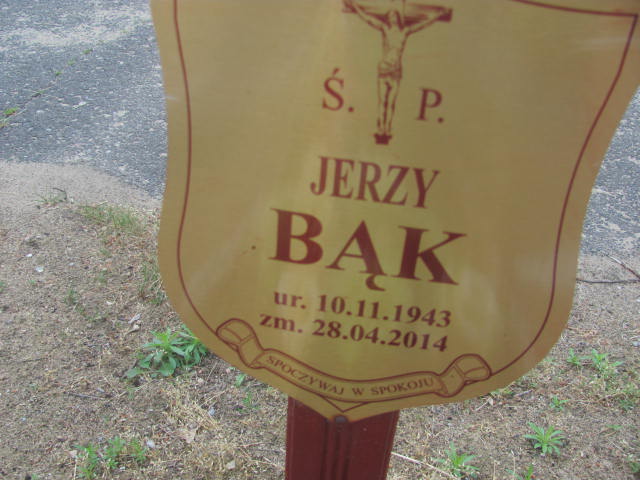 Ś. P.
JERZY
BĄK
ur. 10.11.1943
zm. 28.04.2014
SPOCZYWAJ W SPOKOJU